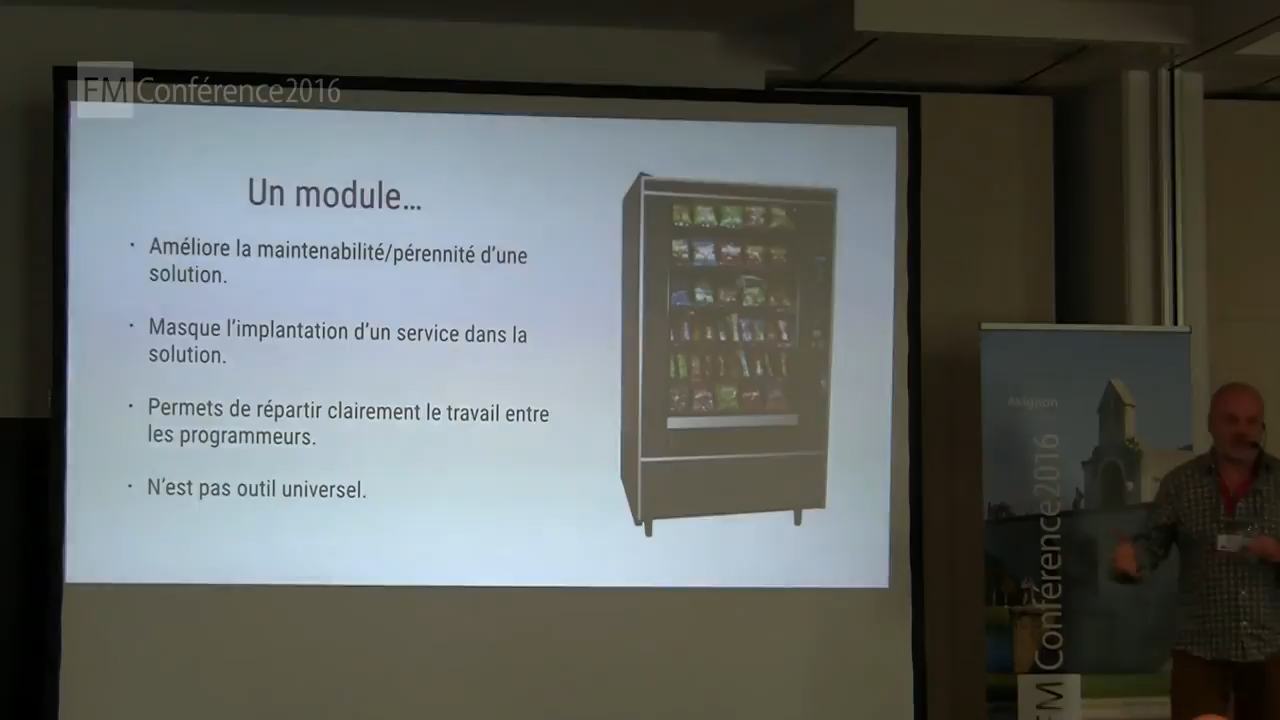 FM Conférence2016
Un module…
· Améliore la maintenabilité/pérennité d’une
solution.
· Masque l’implantation d’un service dans la
solution.
· Permets de répartir clairement le travail entre
les programmeurs.
· N’est pas outil universel.
Avignon
FM Conférence2016